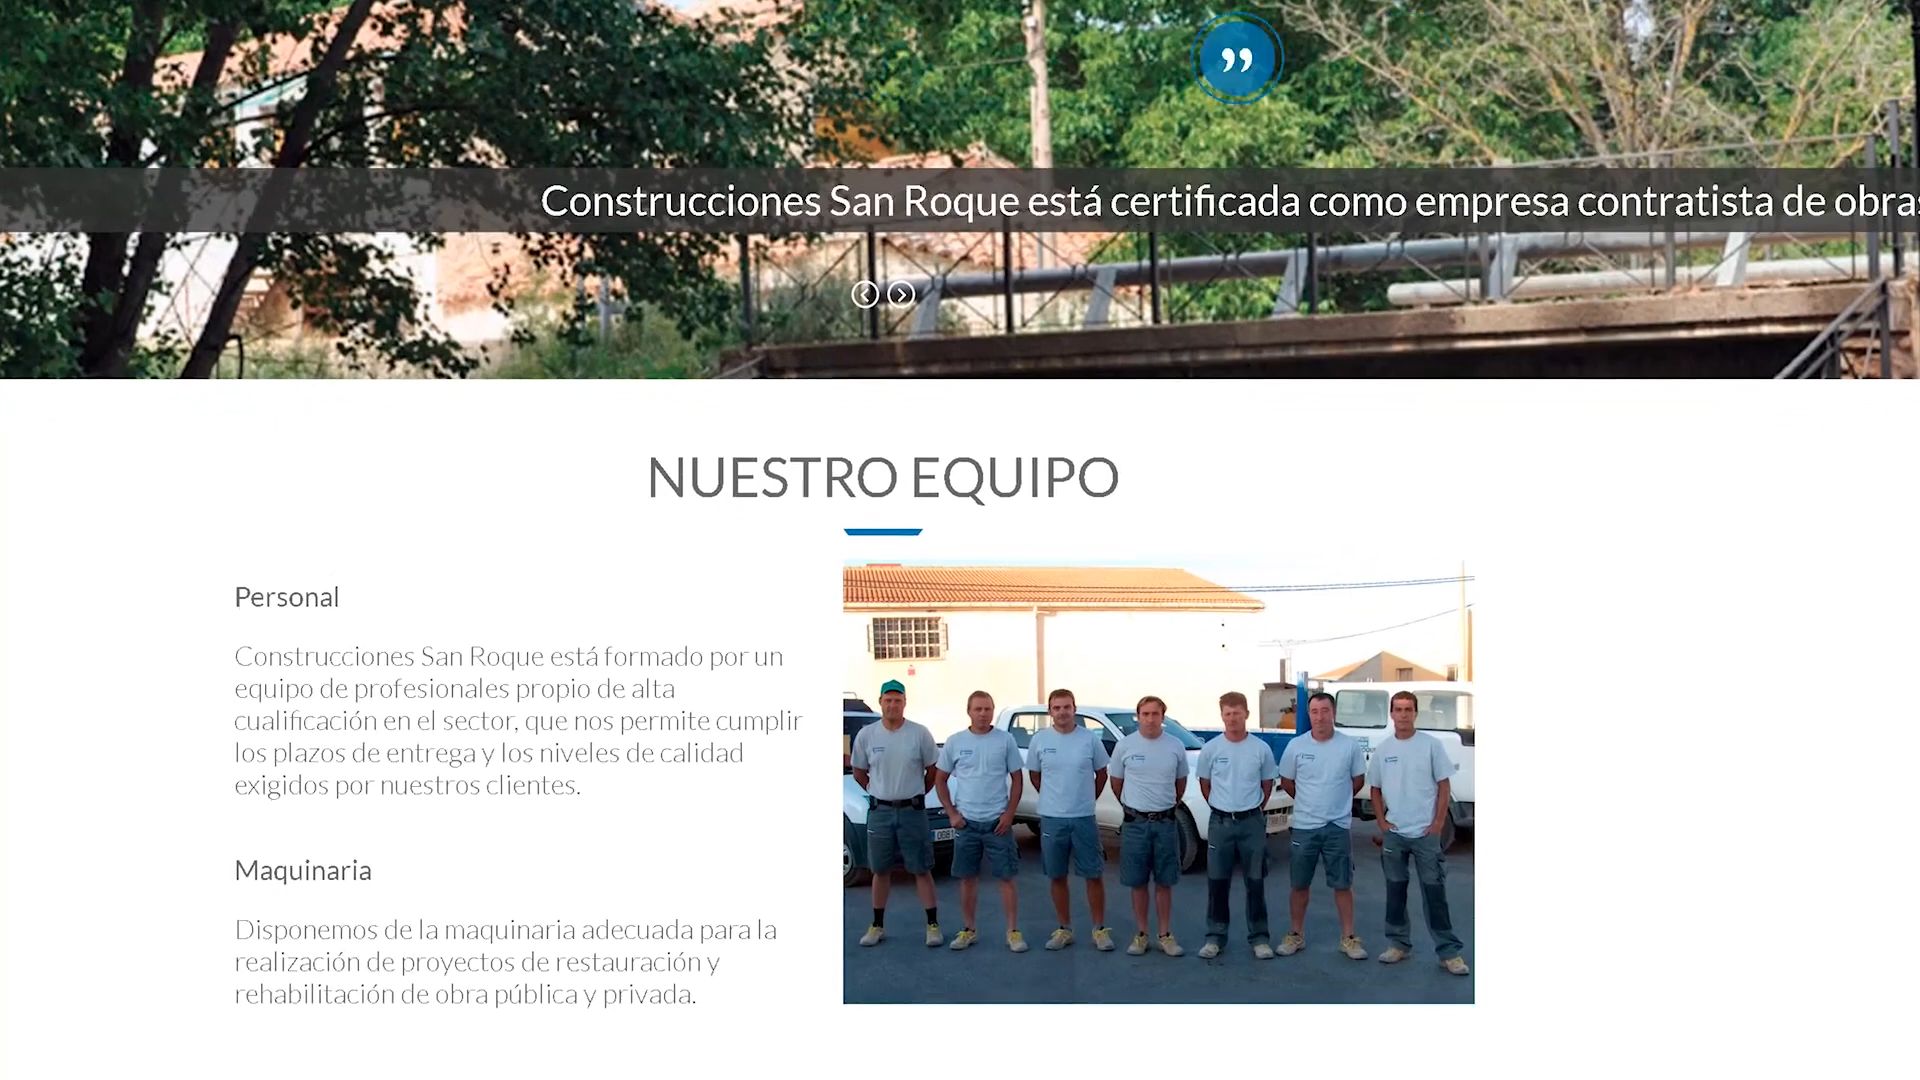 ”
Construcciones San Roque está certificada como empresa contratista de obras
NUESTRO EQUIPO
Personal
Construcciones San Roque está formado por un
equipo de profesionales propio de alta
cualificación en el sector, que nos permite cumplir
los plazos de entrega y los niveles de calidad
exigidos por nuestros clientes.
Maquinaria
Disponemos de la maquinaria adecuada para la
realización de proyectos de restauración y
rehabilitación de obra pública y privada.